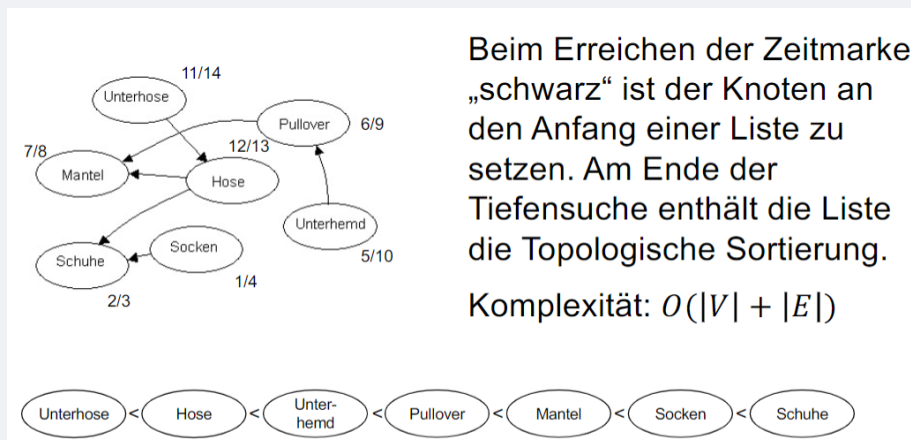 11/14
Unterhose
Pullover
6/9
7/8
12/13
Mantel
Hose
Unterhemd
5/10
Socken
Schuhe
1/4
2/3
Beim Erreichen der Zeitmarke
„schwarz“ ist der Knoten an
den Anfang einer Liste zu
setzen. Am Ende der
Tiefensuche enthält die Liste
die Topologische Sortierung.
Komplexität: O(|V| + |E|)
Unterhose < Hose < Unter-
hemd < Pullover < Mantel < Socken < Schuhe